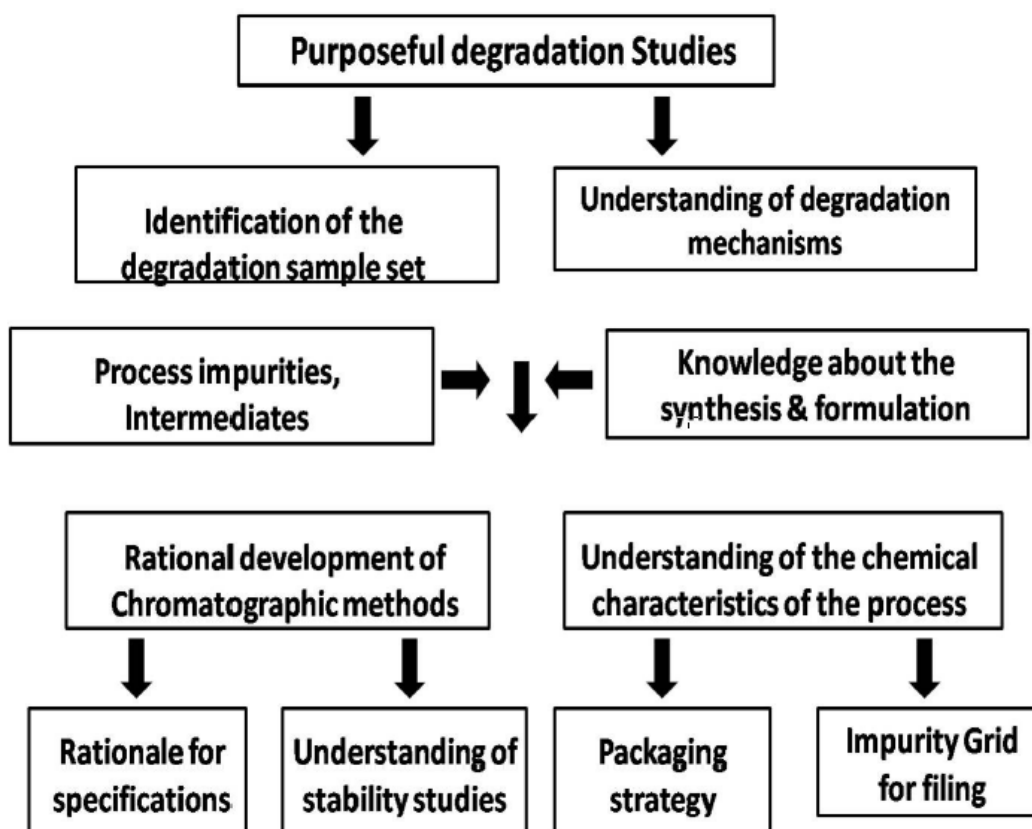 Purposeful degradation Studies
Identification of the
degradation sample set
Understanding of degradation
mechanisms
Process impurities,
Intermediates
Knowledge about the
synthesis & formulation
Rational development of
Chromatographic methods
Understanding of the chemical
characteristics of the process
Rationale for
specifications
Understanding of
stability studies
Packaging
strategy
Impurity Grid
for filing